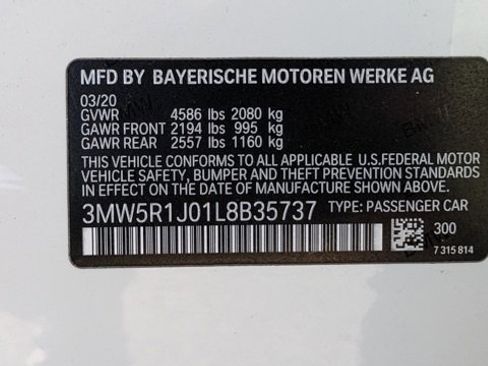 MFD BY BAYERISCHE MOTOREN WERKE AG
03/20
GVWR 4586 lbs 2080 kg
GAWR FRONT 2194 lbs 995 kg
GAWR REAR 2557 lbs 1160 kg
THIS VEHICLE CONFORMS TO ALL APPLICABLE U.S.FEDERAL MOTOR
VEHICLE SAFETY, BUMPER AND THEFT PREVENTION STANDARDS
IN EFFECT ON THE DATE OF MANUFACTURE SHOWN ABOVE.
3MW5R1J01L8B35737 TYPE: PASSENGER CAR
300
7 315 814